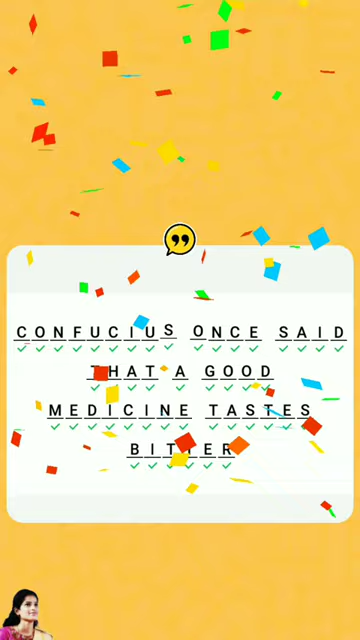 CONFUCIUS ONCE SAID
THAT A GOOD
MEDICINE TASTES
BITTER